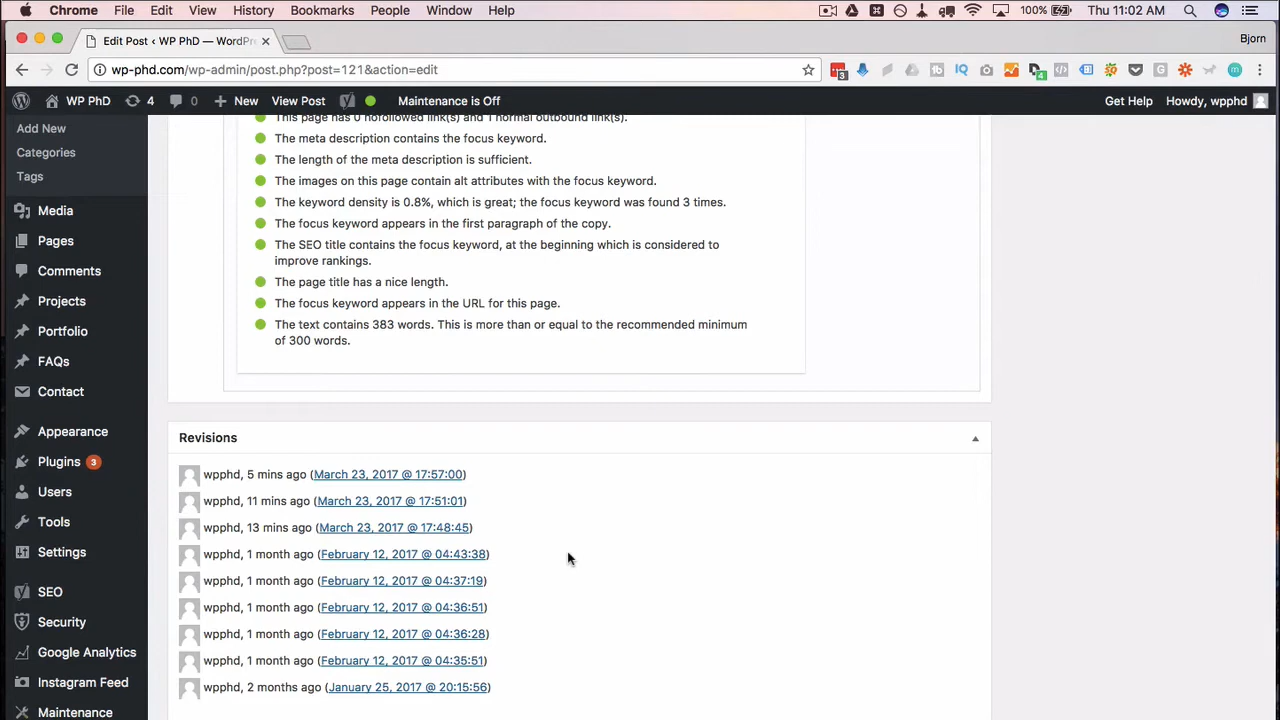 Chrome File Edit View History Bookmarks People Window Help 100% Thu 11:02 AM
Edit Post ‹ WP PhD — WordPr
Bjorn
wp-phd.com/wp-admin/post.php?post=121&action=edit
3
4
WP PhD 4 0 New View Post Maintenance is Off Get Help Howdy, wpphd
Add New
Categories
Tags
Media
Pages
Comments
Projects
Portfolio
FAQs
Contact
Appearance
Plugins 3
Users
Tools
Settings
SEO
Security
Google Analytics
Instagram Feed
Maintenance
This page has 0 nofollowed link(s) and 1 normal outbound link(s).
The meta description contains the focus keyword.
The length of the meta description is sufficient.
The images on this page contain alt attributes with the focus keyword.
The keyword density is 0.8%, which is great; the focus keyword was found 3 times.
The focus keyword appears in the first paragraph of the copy.
The SEO title contains the focus keyword, at the beginning which is considered to
improve rankings.
The page title has a nice length.
The focus keyword appears in the URL for this page.
The text contains 383 words. This is more than or equal to the recommended minimum
of 300 words.
Revisions
wpphd, 5 mins ago (March 23, 2017 @ 17:57:00)
wpphd, 11 mins ago (March 23, 2017 @ 17:51:01)
wpphd, 13 mins ago (March 23, 2017 @ 17:48:45)
wpphd, 1 month ago (February 12, 2017 @ 04:43:38)
wpphd, 1 month ago (February 12, 2017 @ 04:37:19)
wpphd, 1 month ago (February 12, 2017 @ 04:36:51)
wpphd, 1 month ago (February 12, 2017 @ 04:36:28)
wpphd, 1 month ago (February 12, 2017 @ 04:35:51)
wpphd, 2 months ago (January 25, 2017 @ 20:15:56)